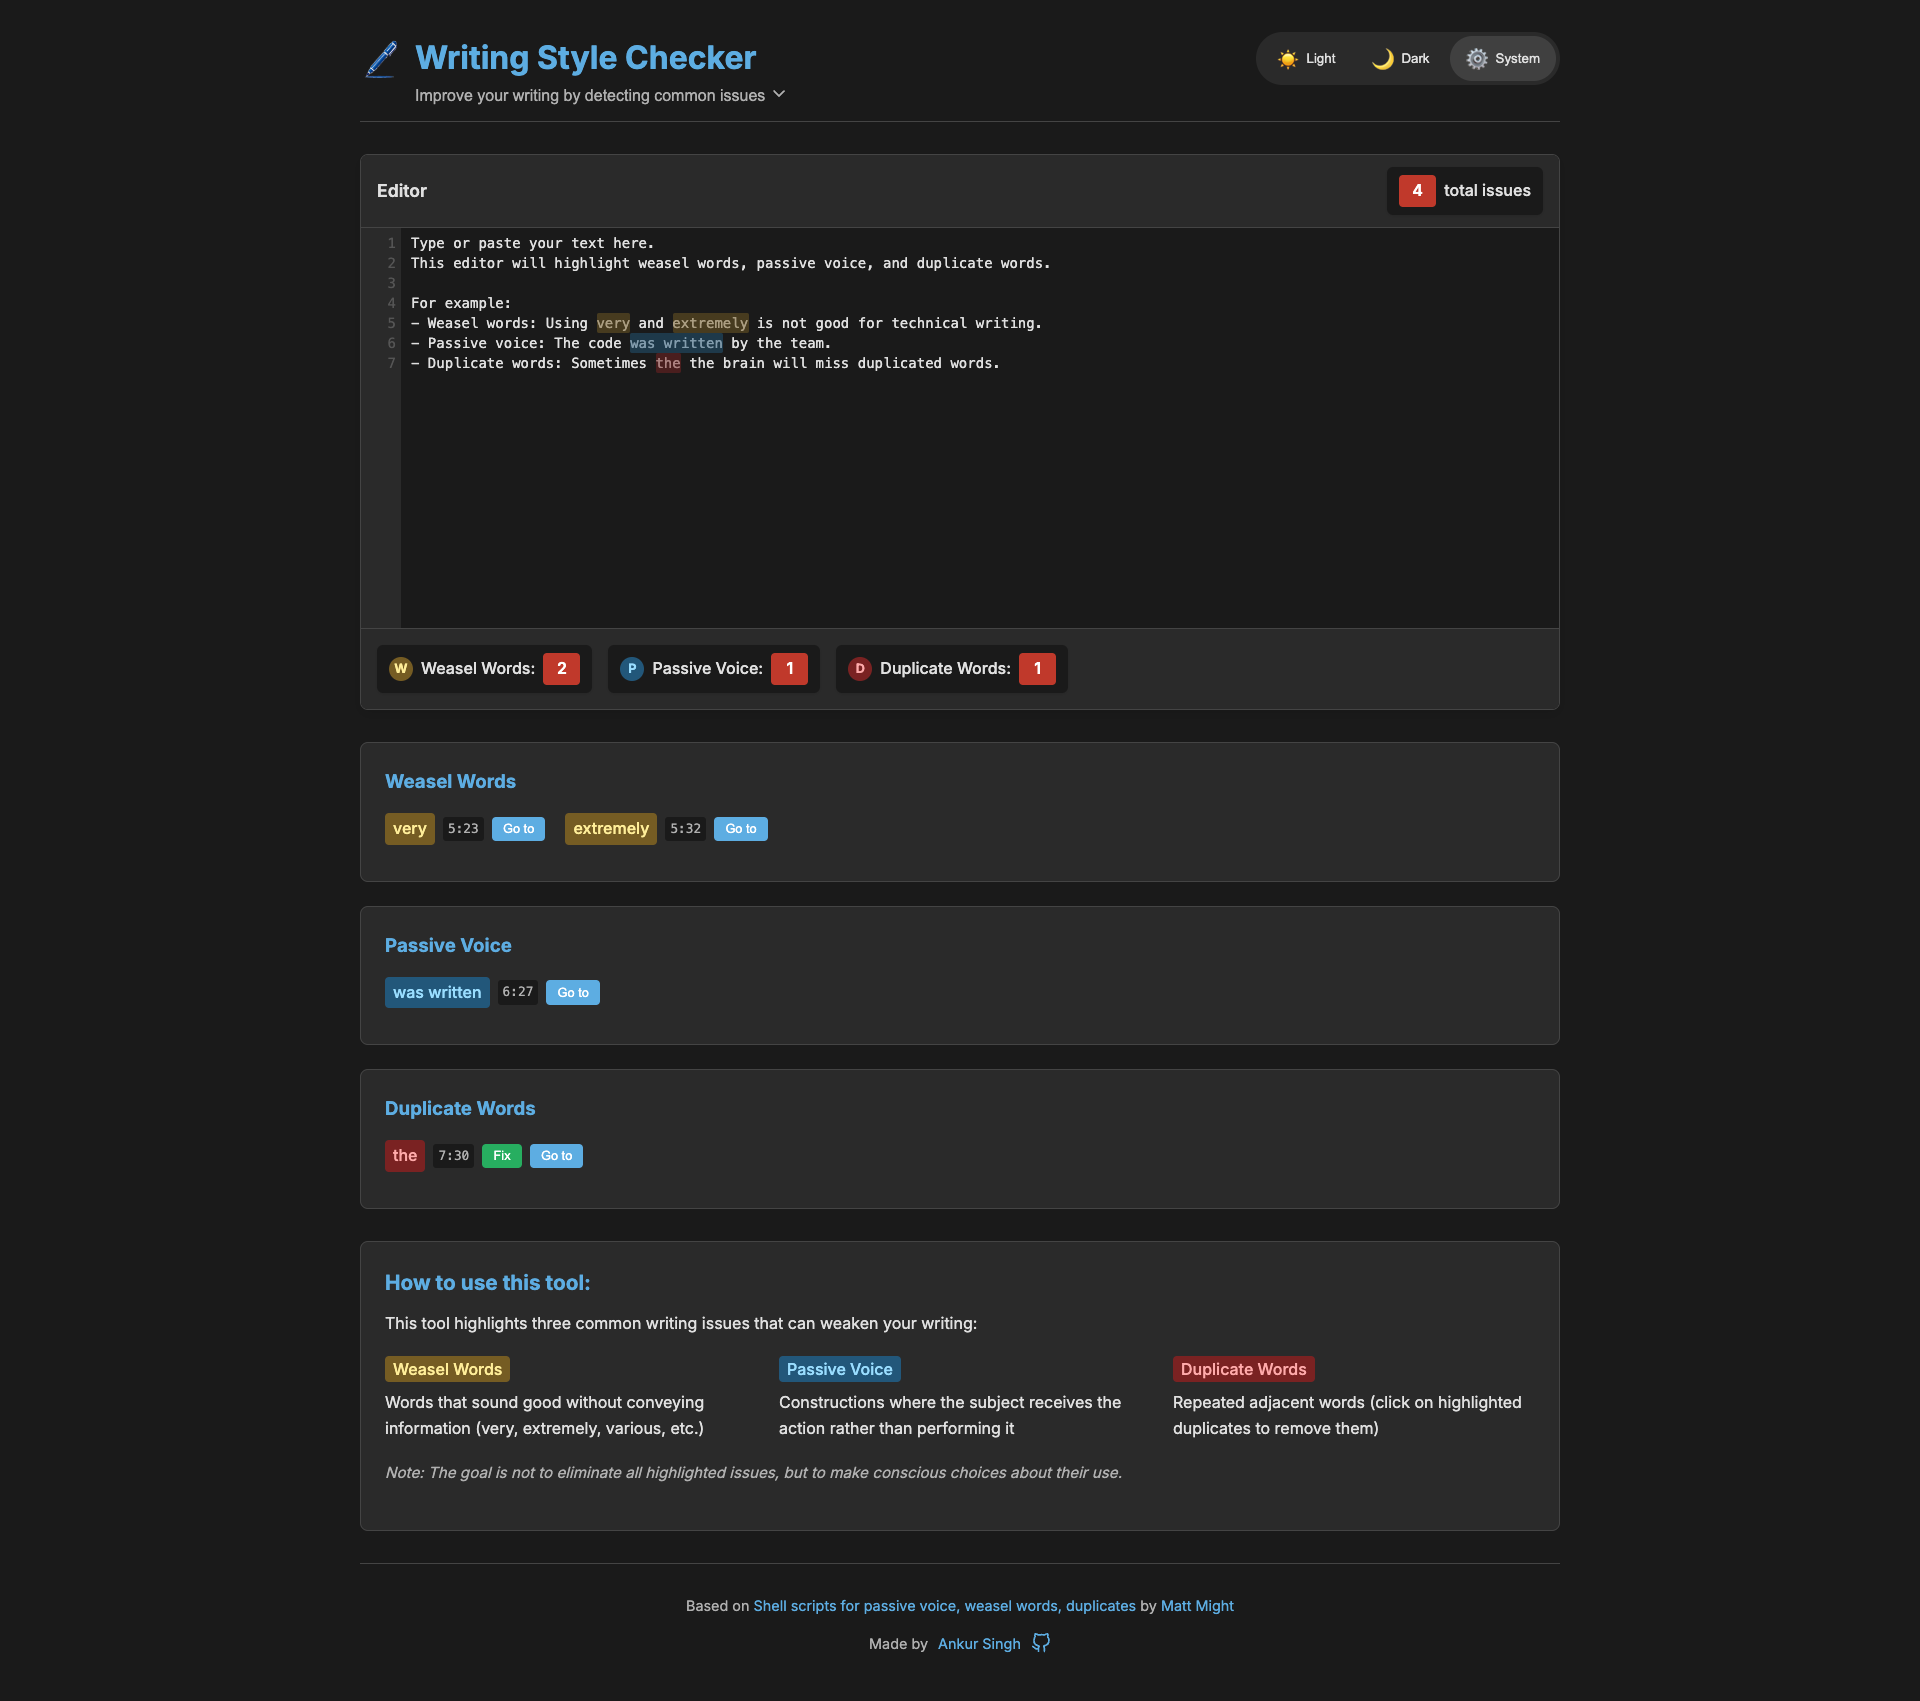 Writing Style Checker
Improve your writing by detecting common issues
Light
Dark
System
Editor
4 total issues
1 Type or paste your text here.
2 This editor will highlight weasel words, passive voice, and duplicate words.
3
4 For example:
5 - Weasel words: Using very and extremely is not good for technical writing.
6 - Passive voice: The code was written by the team.
7 - Duplicate words: Sometimes the the brain will miss duplicated words.
W Weasel Words: 2
P Passive Voice: 1
D Duplicate Words: 1
Weasel Words
very 5:23 Go to extremely 5:32 Go to
Passive Voice
was written 6:27 Go to
Duplicate Words
the 7:30 Fix Go to
How to use this tool:
This tool highlights three common writing issues that can weaken your writing:
Weasel Words
Words that sound good without conveying
information (very, extremely, various, etc.)
Passive Voice
Constructions where the subject receives the
action rather than performing it
Duplicate Words
Repeated adjacent words (click on highlighted
duplicates to remove them)
Note: The goal is not to eliminate all highlighted issues, but to make conscious choices about their use.
Based on Shell scripts for passive voice, weasel words, duplicates by Matt Might
Made by Ankur Singh